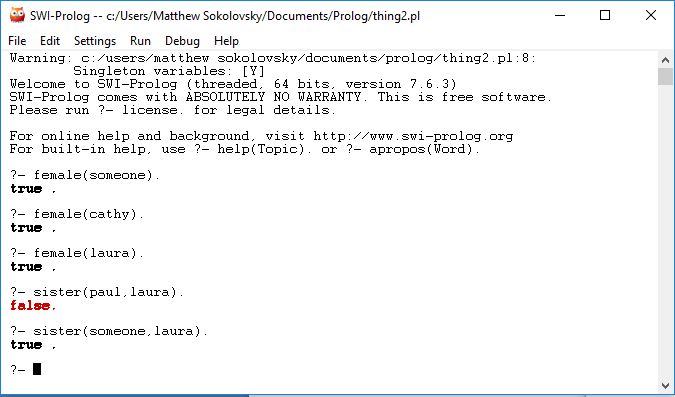 SWI-Prolog -- c:/Users/Matthew Sokolovsky/Documents/Prolog/thing2.pl
File Edit Settings Run Debug Help
Warning: c:/users/matthew sokolovsky/documents/prolog/thing2.pl:8:
Singleton variables: [Y]
Welcome to SWI-Prolog (threaded, 64 bits, version 7.6.3)
SWI-Prolog comes with ABSOLUTELY NO WARRANTY. This is free software.
Please run ?- license. for legal details.
For online help and background, visit http://www.swi-prolog.org
For built-in help, use ?- help(Topic). or ?- apropos(Word).
?- female(someone).
true .
?- female(cathy).
true .
?- female(laura).
true .
?- sister(paul,laura).
false.
?- sister(someone,laura).
true .
?-